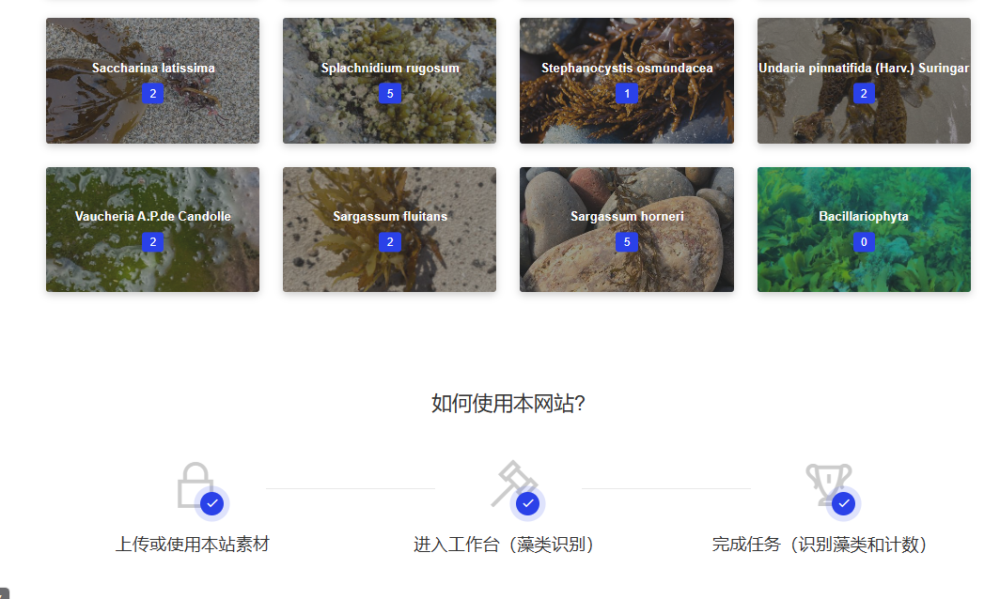 Saccharina latissima
2
Splachnidium rugosum
5
Stephanocystis osmundacea
1
Undaria pinnatifida (Harv.) Suringar
2
Vaucheria A.P.de Candolle
2
Sargassum fluitans
2
Sargassum horneri
5
Bacillariophyta
0
如何使用本网站?
上传或使用本站素材
进入工作台（藻类识别）
完成任务（识别藻类和计数）